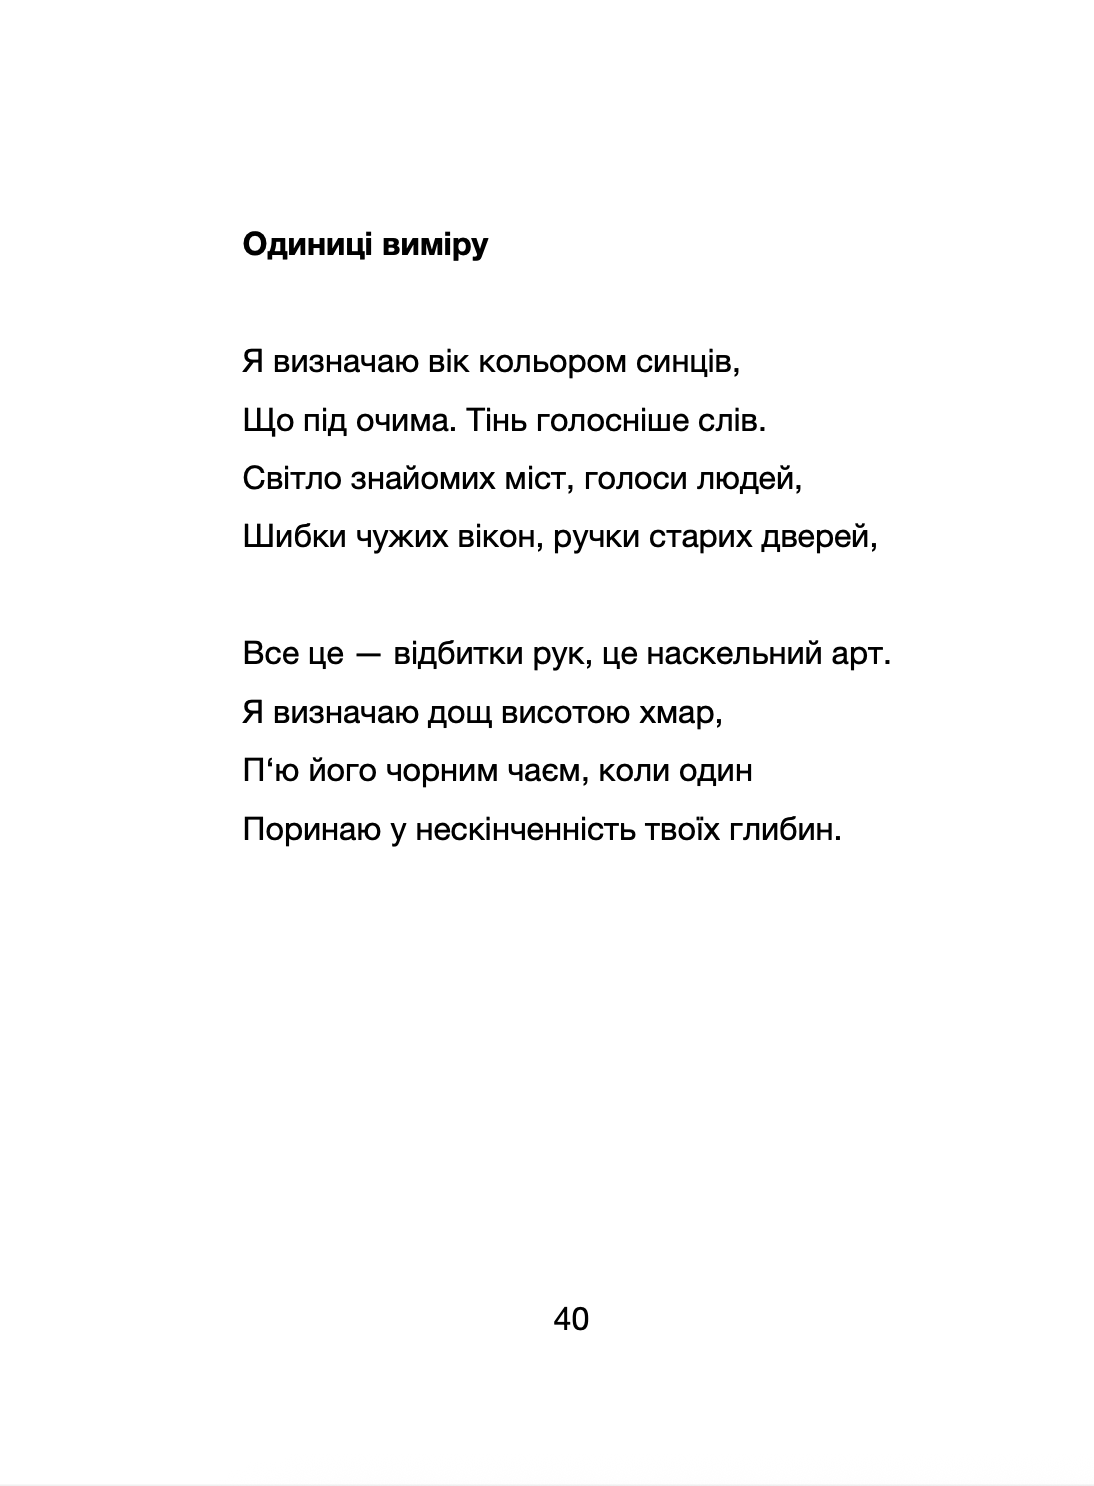 Одиниці виміру
Я визначаю вік кольором синців,
Що під очима. Тінь голосніше слів.
Світло знайомих міст, голоси людей,
Шибки чужих вікон, ручки старих дверей,
Все це — відбитки рук, це наскельний арт.
Я визначаю дощ висотою хмар,
П‘ю його чорним чаєм, коли один
Поринаю у нескінченність твоїх глибин.
40